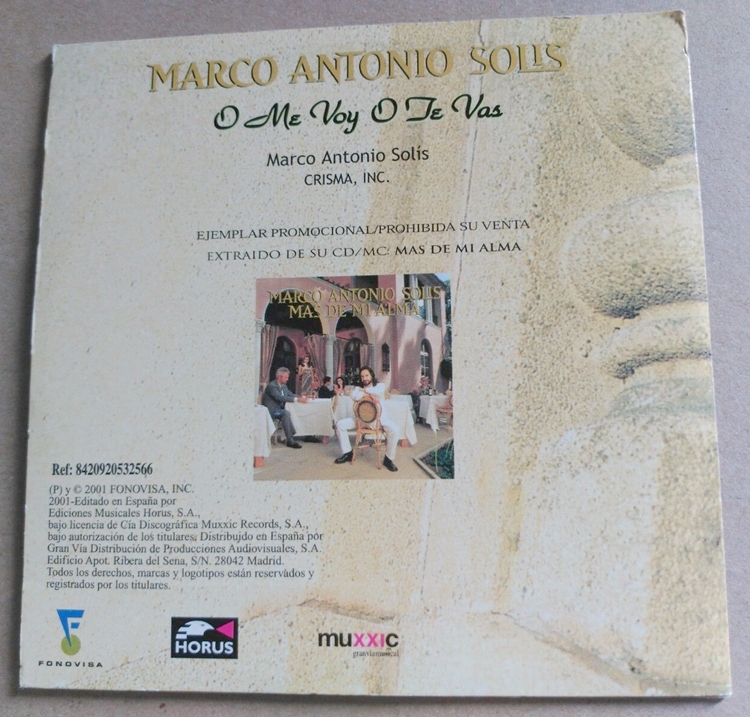 MARCO ANTONIO SOLIS
O Me Voy O Te Vas
Marco Antonio Solís
CRISMA, INC.
EJEMPLAR PROMOCIONAL/PROHIBIDA SU VENTA
EXTRAIDO DE SU CD/MC: MAS DE MI ALMA
MARCO ANTONIO SOLIS
MAS DE MI ALMA
Ref: 8420920532566
(P) y © 2001 FONOVISA, INC.
2001-Editado en España por
Ediciones Musicales Horus, S.A.,
bajo licencia de Cía Discográfica Muxxic Records, S.A.,
bajo autorización de los titulares; Distribujdo en España por
Gran Vía Distribución de Producciones Audiovisuales, S.A.
Edificio Apot. Ribera del Sena, S/N. 28042 Madrid.
Todos los derechos, marcas y logotipos están reservados y
registrados por los titulares.
FONOVISA
HORUS
muxxic
granvíamusical